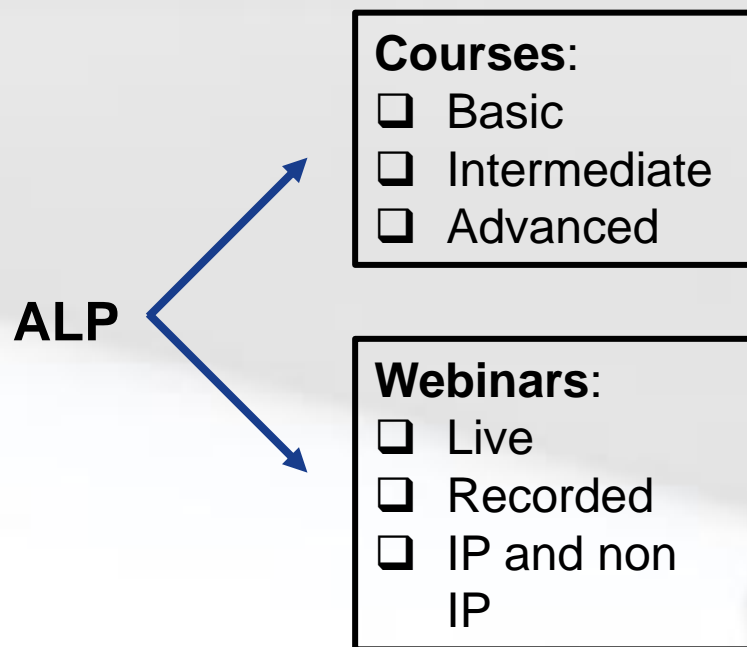 Courses:
❑ Basic
❑ Intermediate
❑ Advanced
ALP
Webinars:
❑ Live
❑ Recorded
❑ IP and non
IP